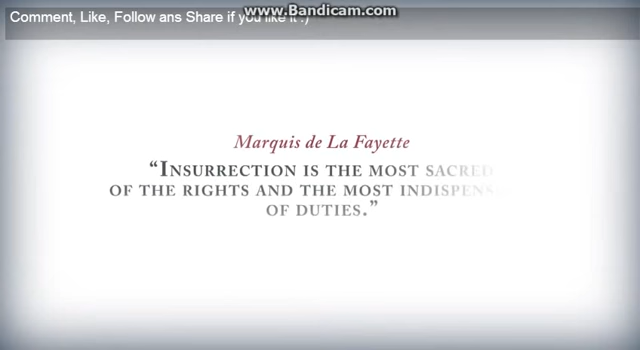 www.Bandicam.com
Comment, Like, Follow ans Share if you like it :)
Marquis de La Fayette
“INSURRECTION IS THE MOST SACRED
OF THE RIGHTS AND THE MOST
OF DUTIES.”